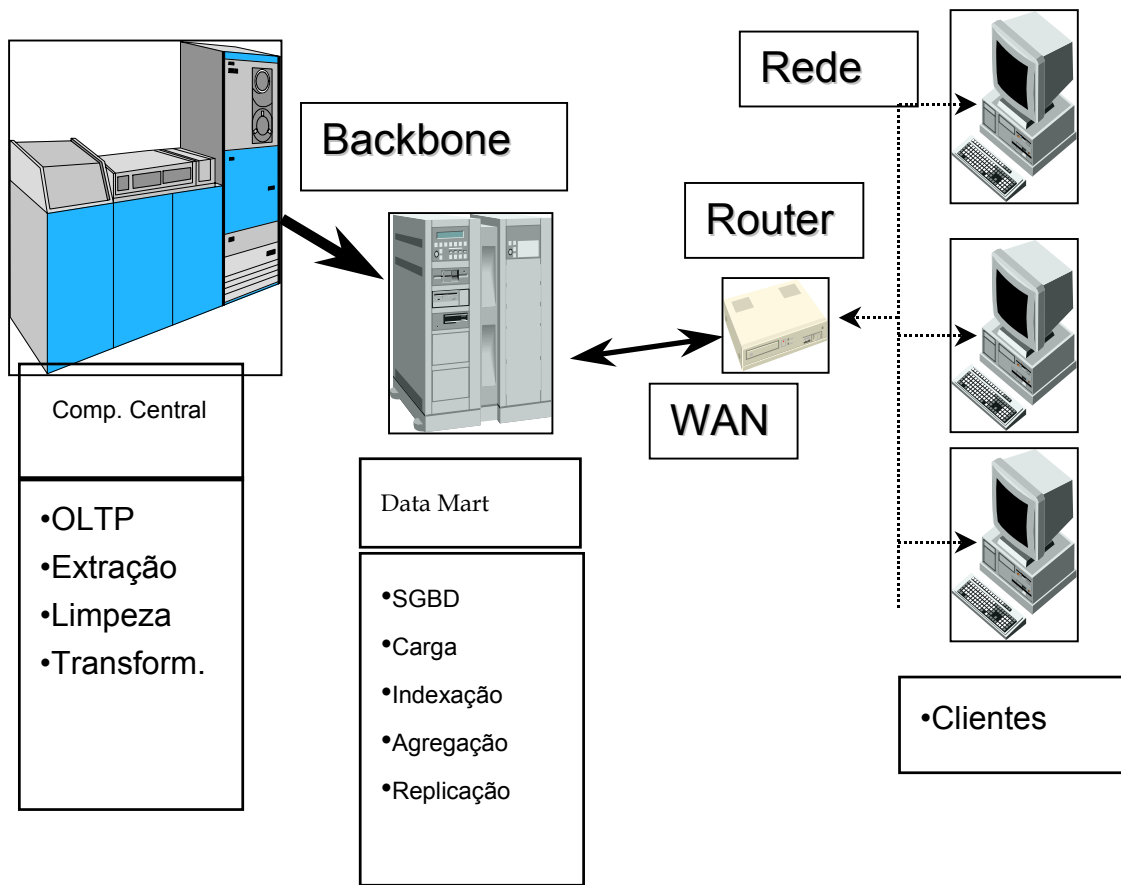 Rede
Backbone
Router
WAN
Comp. Central
•OLTP
•Extração
•Limpeza
•Transform.
Data Mart
•SGBD
•Carga
•Indexação
•Agregação
•Replicação
•Clientes